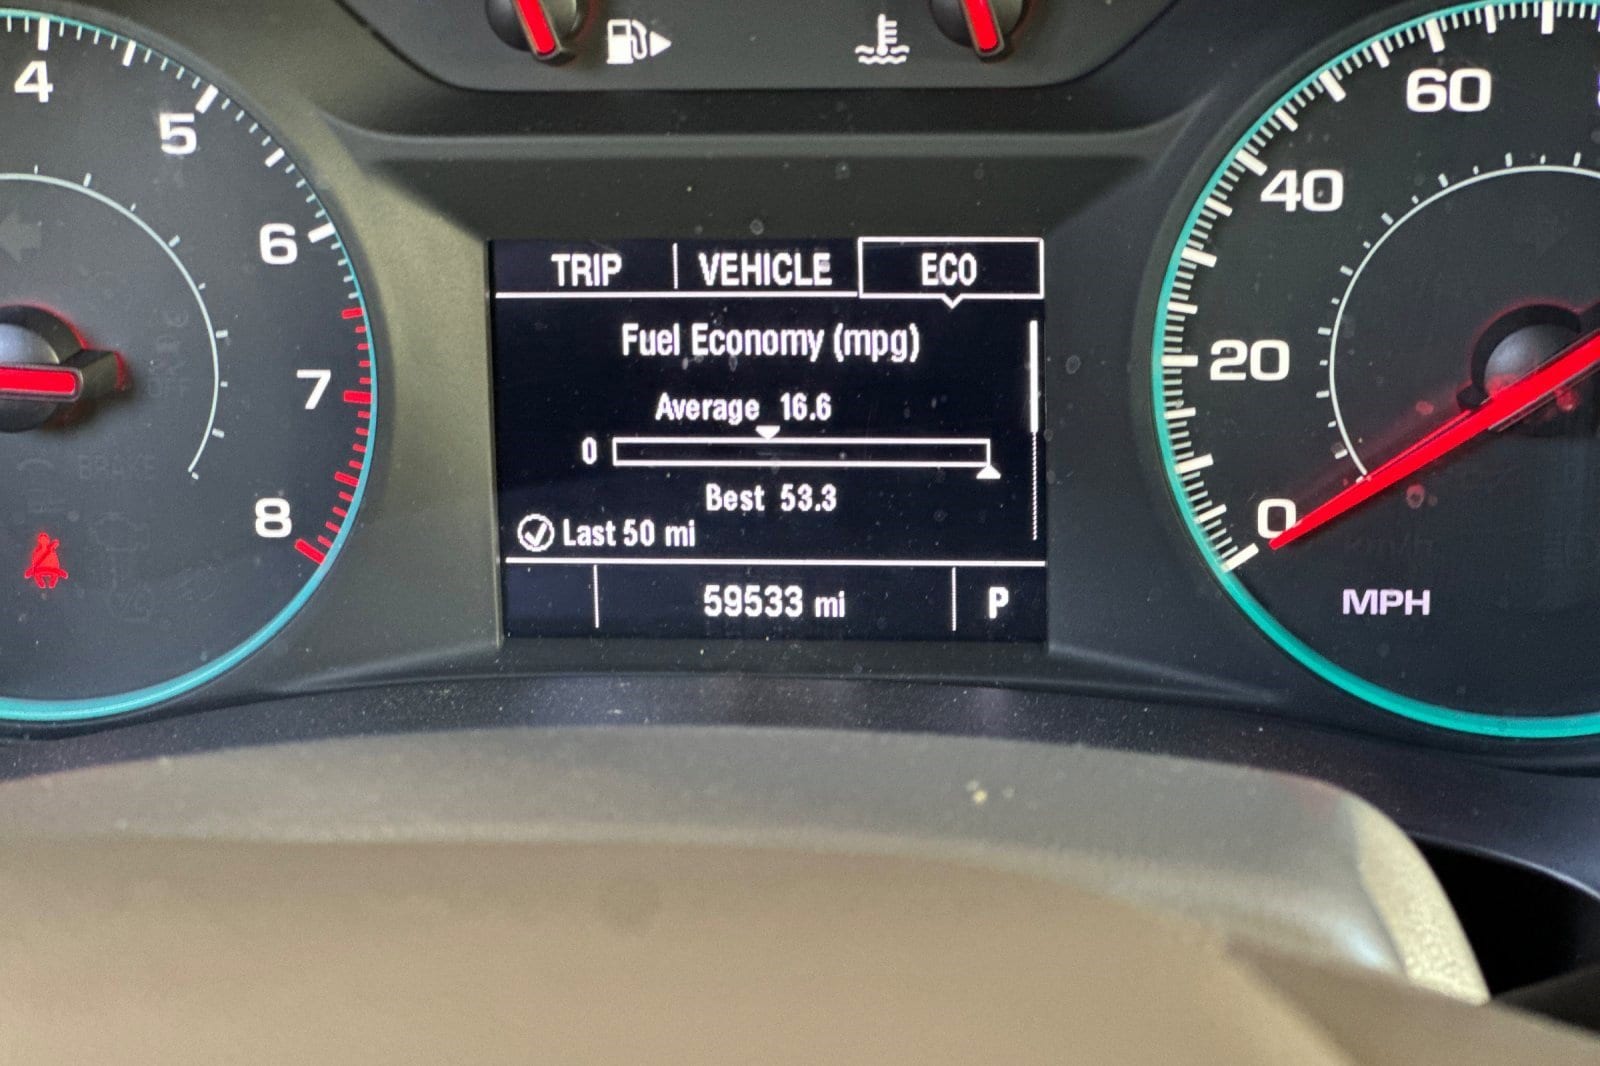 4
5
6
7
8
TRIP VEHICLE ECO
Fuel Economy (mpg)
Average 16.6
0
Best 53.3
Last 50 mi
59533 mi P
60
40
20
0
MPH